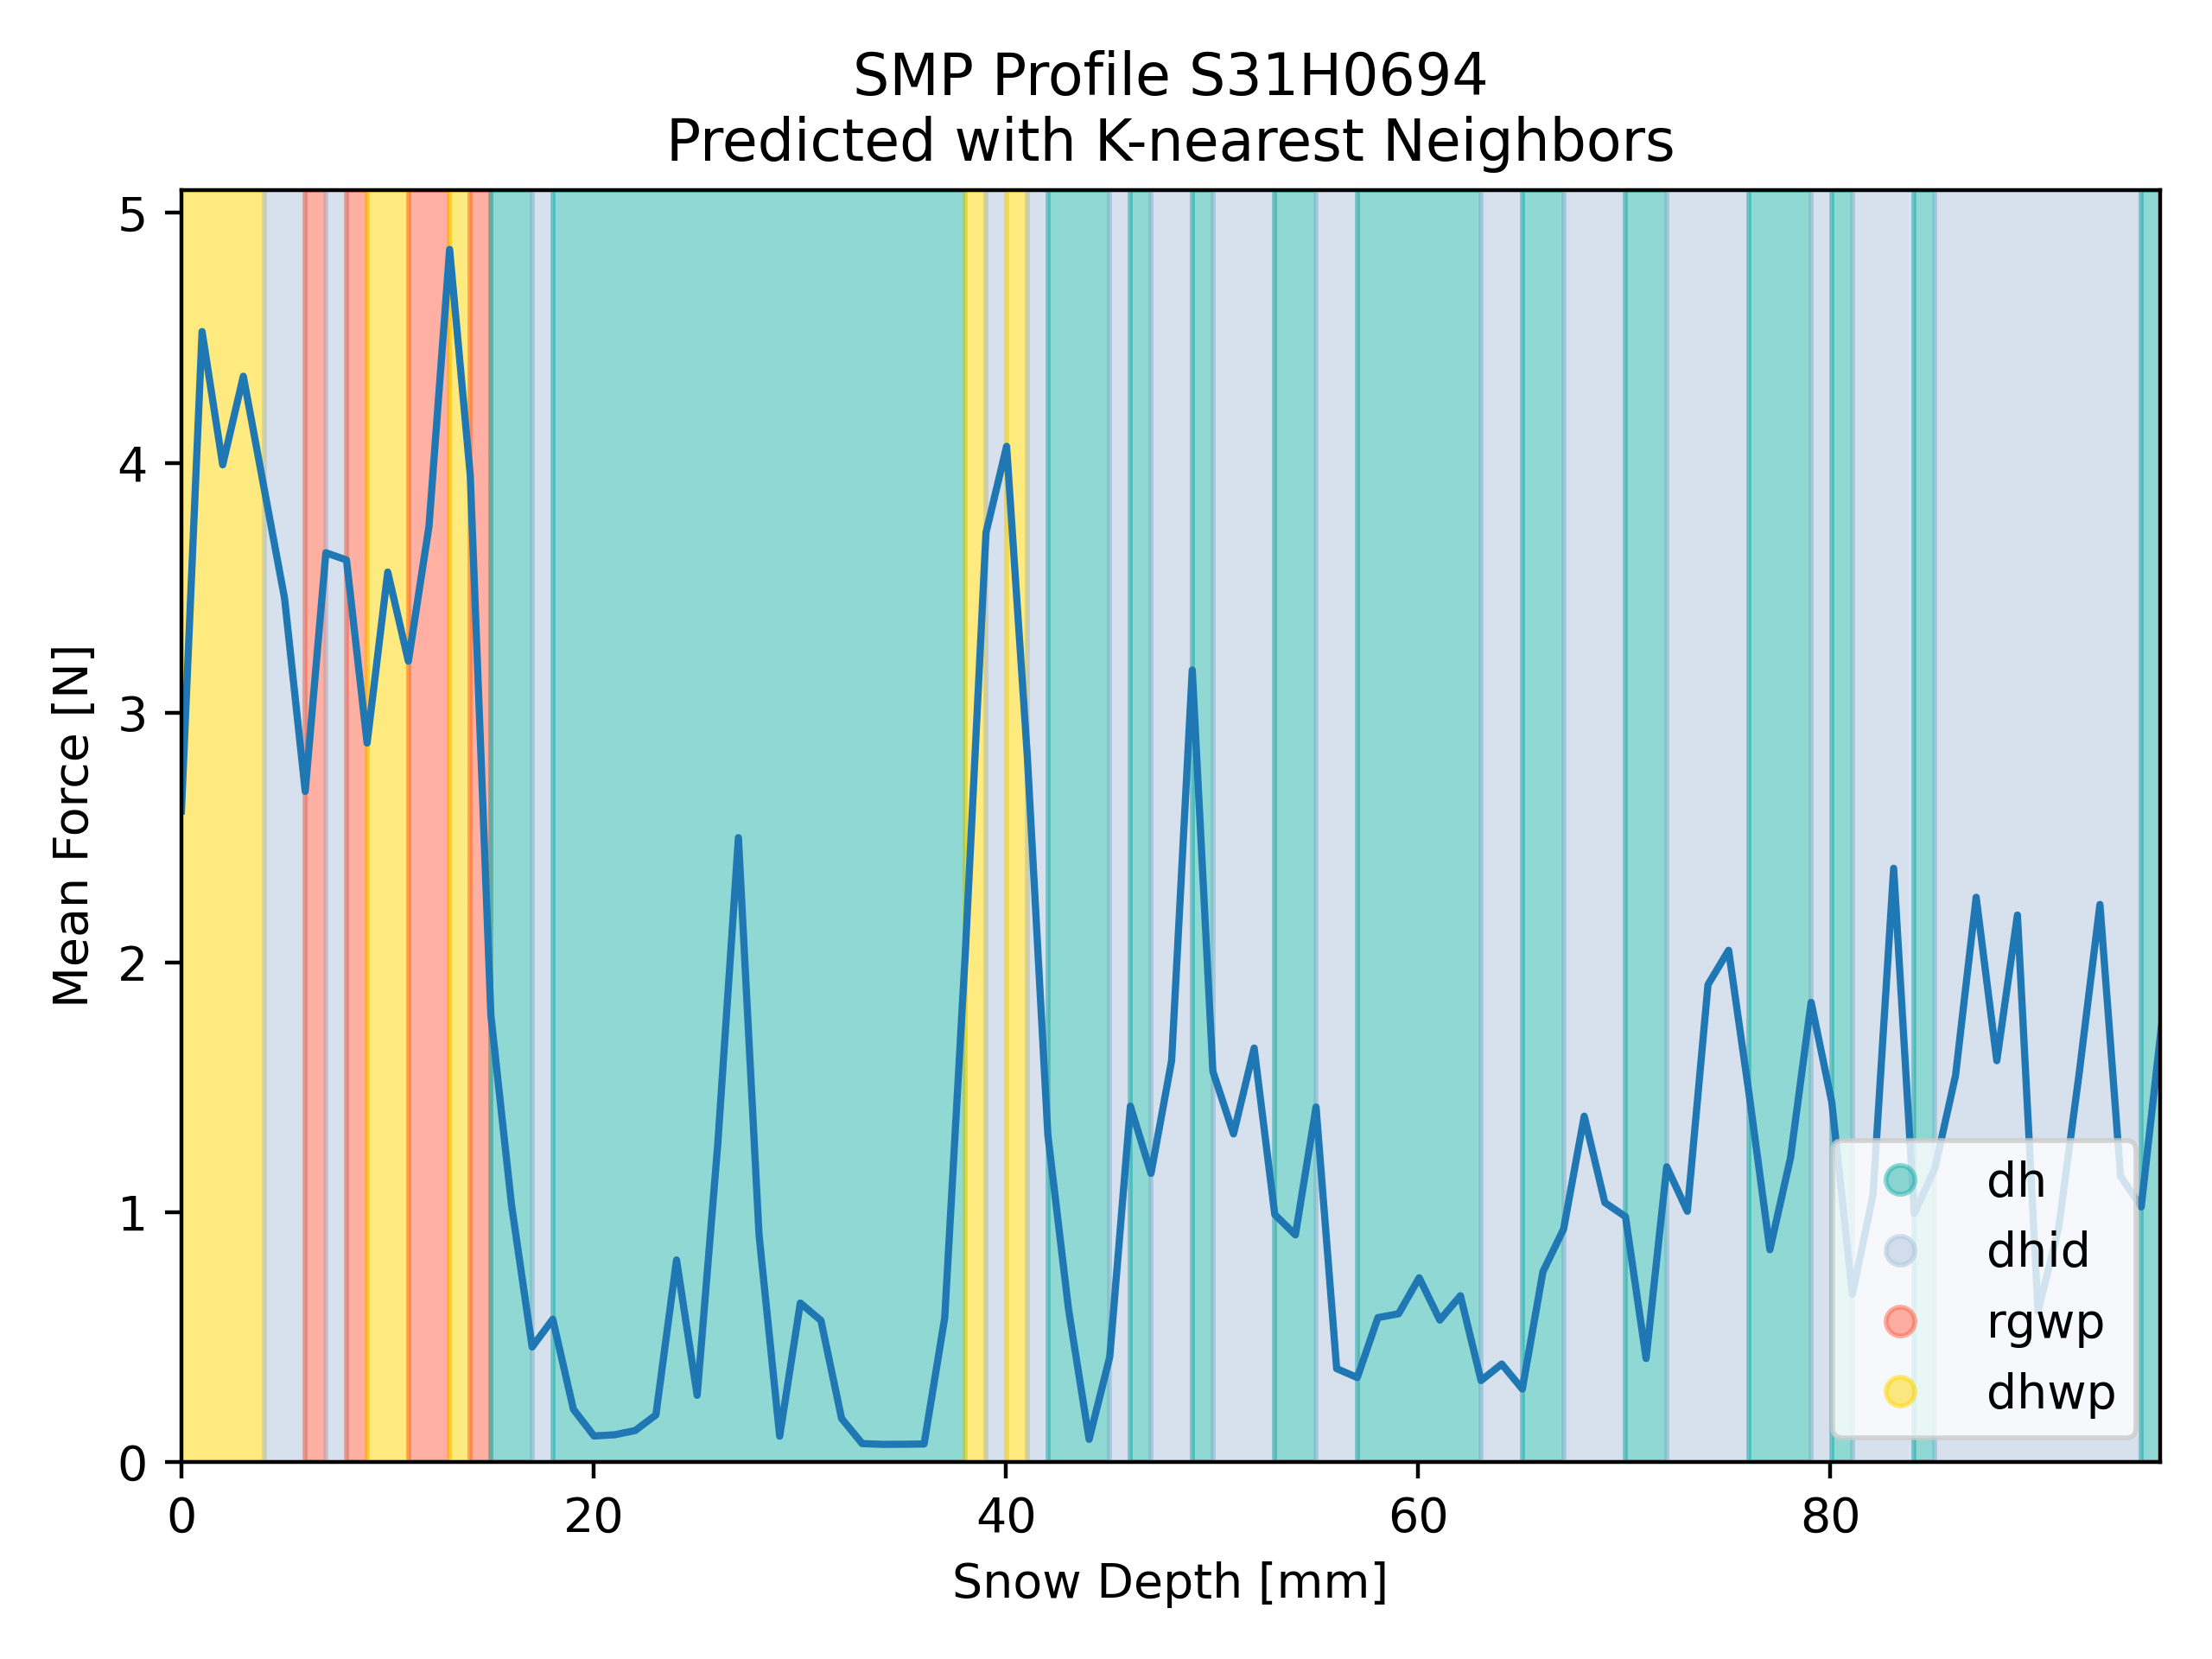 SMP Profile S31H0694
Predicted with K-nearest Neighbors
Mean Force [N]
5
4
3
2
1
0
0 20 40 60 80
Snow Depth [mm]
dh
dhid
rgwp
dhwp